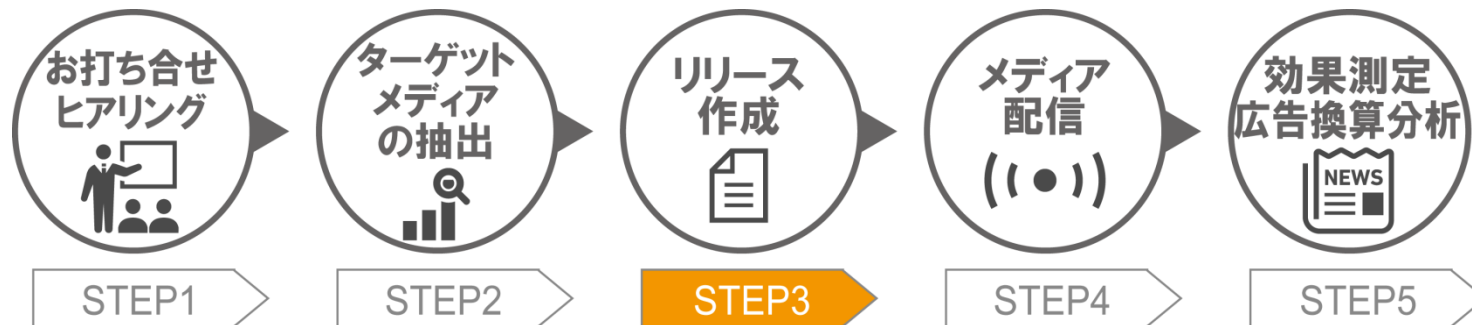 お打ち合せ
ヒアリング
ターゲット
メディア
の抽出
リリース
作成
メディア
配信
効果測定
広告換算分析
NEWS
STEP1
STEP2
STEP3
STEP4
STEP5